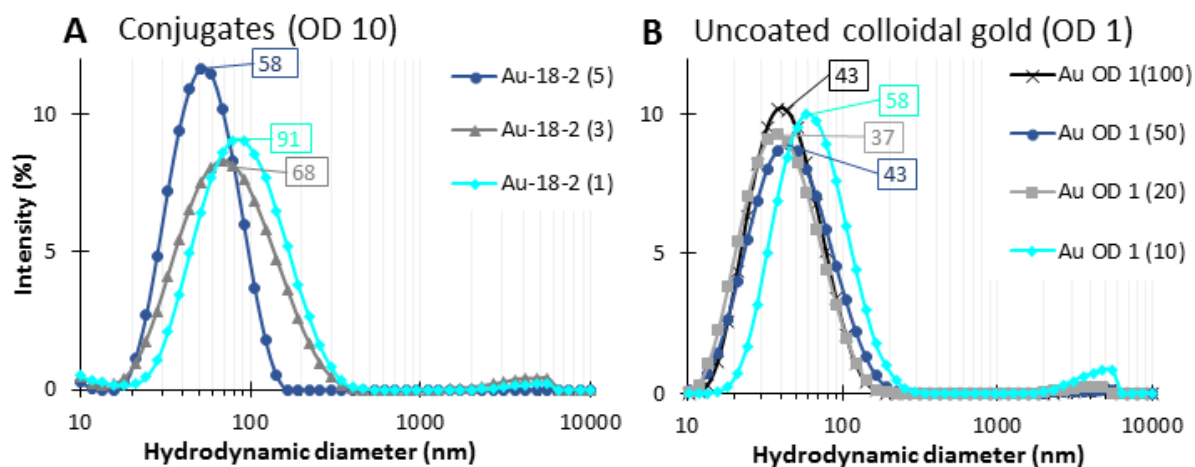 A Conjugates (OD 10)
58
91
68
Au-18-2 (5)
Au-18-2 (3)
Au-18-2 (1)
Intensity (%)
10
5
0
10
100
1000
10000
Hydrodynamic diameter (nm)
B Uncoated colloidal gold (OD 1)
43
58
37
43
Au OD 1(100)
Au OD 1 (50)
Au OD 1 (20)
Au OD 1 (10)
10
5
0
10
100
1000
10000
Hydrodynamic diameter (nm)